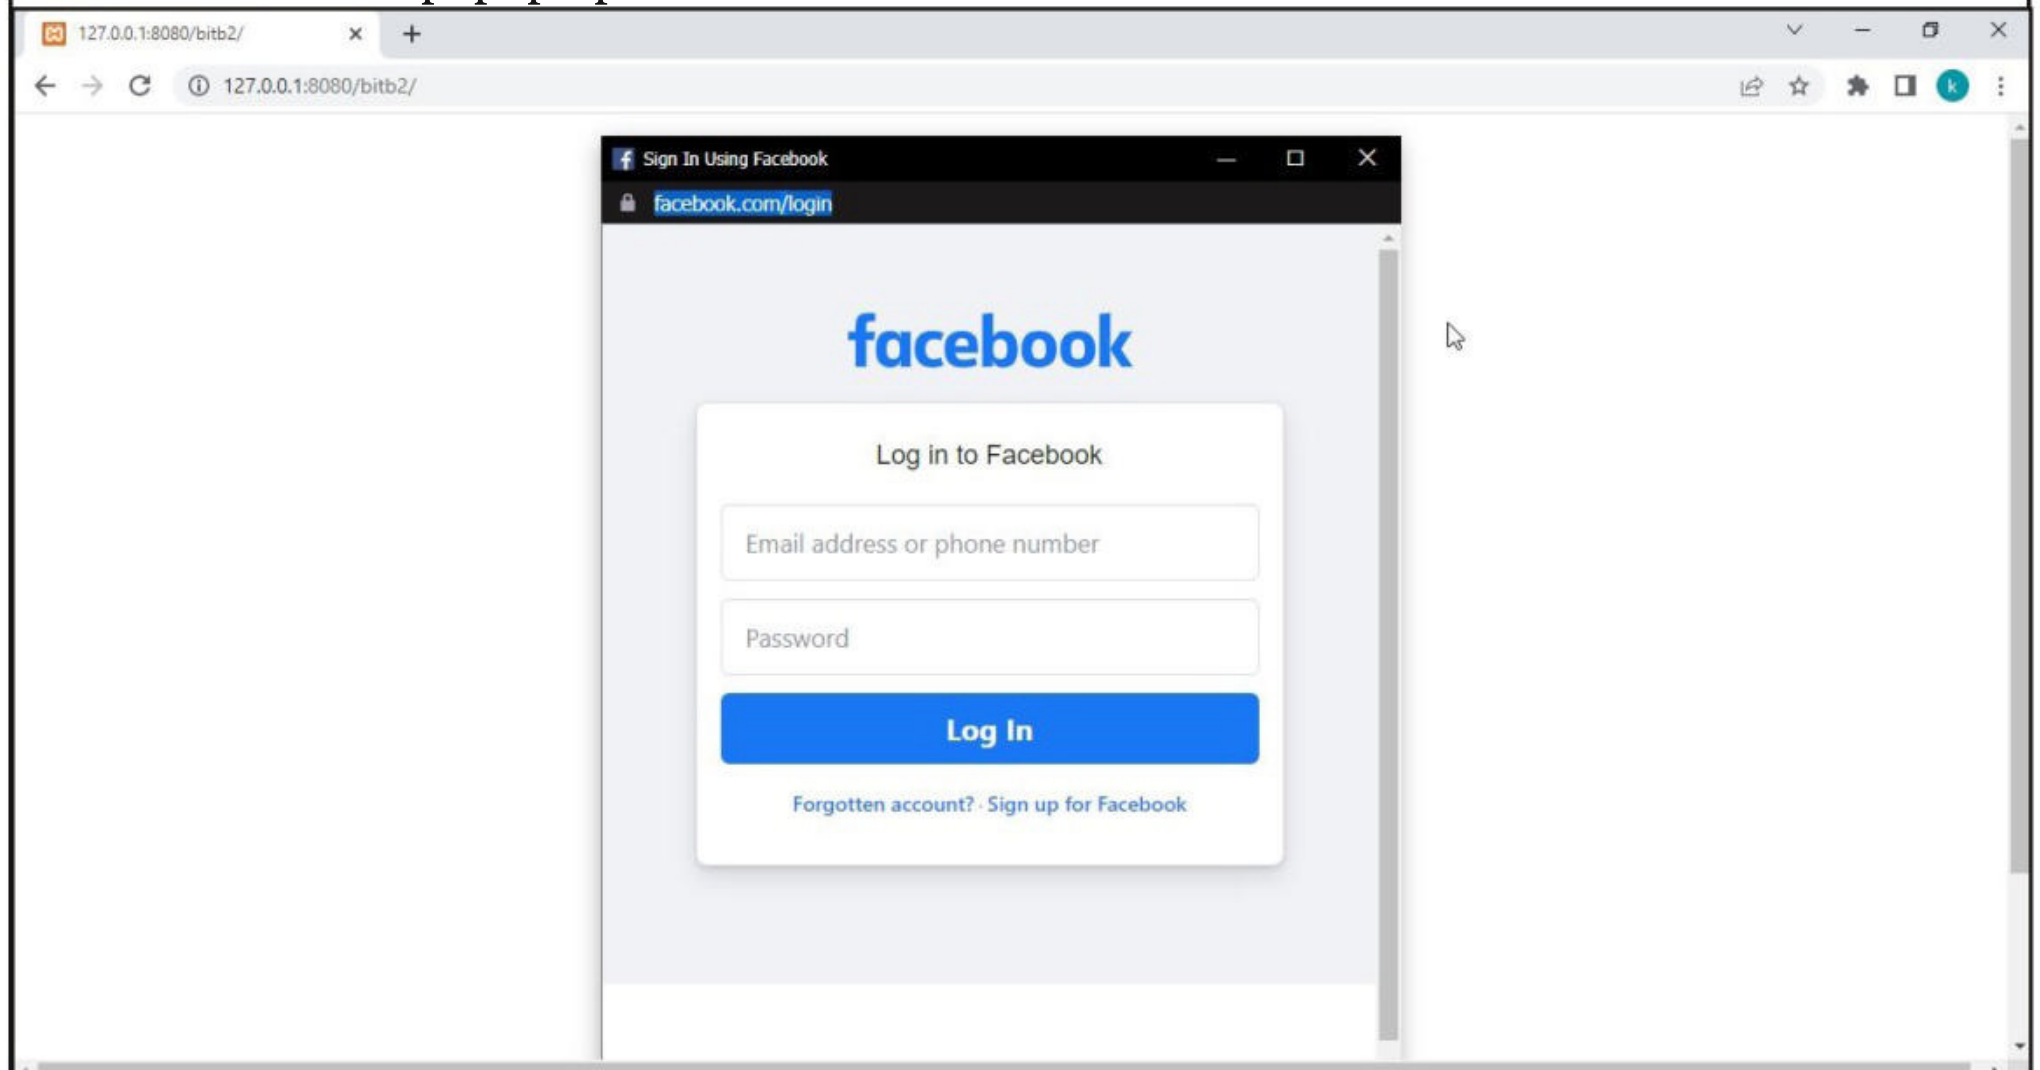 127.0.0.1:8080/bitb2/
127.0.0.1:8080/bitb2/
k
Sign In Using Facebook
facebook.com/login
facebook
Log in to Facebook
Email address or phone number
Password
Log In
Forgotten account? · Sign up for Facebook